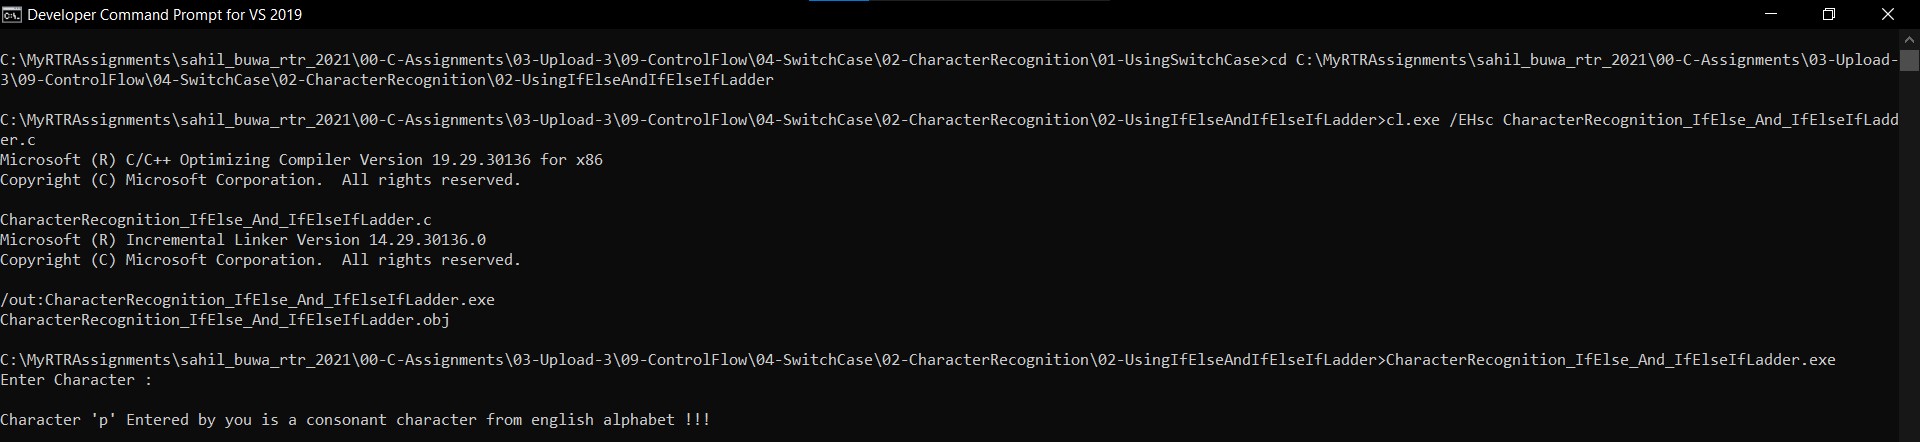 Developer Command Prompt for VS 2019
C:\MyRTRAssignments\sahil_buwa_rtr_2021\00-C-Assignments\03-Upload-3\09-ControlFlow\04-SwitchCase\02-CharacterRecognition\01-UsingSwitchCase>cd C:\MyRTRAssignments\sahil_buwa_rtr_2021\00-C-Assignments\03-Upload-
3\09-ControlFlow\04-SwitchCase\02-CharacterRecognition\02-UsingIfElseAndIfElseIfLadder
C:\MyRTRAssignments\sahil_buwa_rtr_2021\00-C-Assignments\03-Upload-3\09-ControlFlow\04-SwitchCase\02-CharacterRecognition\02-UsingIfElseAndIfElseIfLadder>cl.exe /EHsc CharacterRecognition_IfElse_And_IfElseIfLadd
er.c
Microsoft (R) C/C++ Optimizing Compiler Version 19.29.30136 for x86
Copyright (C) Microsoft Corporation.  All rights reserved.
CharacterRecognition_IfElse_And_IfElseIfLadder.c
Microsoft (R) Incremental Linker Version 14.29.30136.0
Copyright (C) Microsoft Corporation.  All rights reserved.
/out:CharacterRecognition_IfElse_And_IfElseIfLadder.exe
CharacterRecognition_IfElse_And_IfElseIfLadder.obj
C:\MyRTRAssignments\sahil_buwa_rtr_2021\00-C-Assignments\03-Upload-3\09-ControlFlow\04-SwitchCase\02-CharacterRecognition\02-UsingIfElseAndIfElseIfLadder>CharacterRecognition_IfElse_And_IfElseIfLadder.exe
Enter Character :
Character 'p' Entered by you is a consonant character from english alphabet !!!